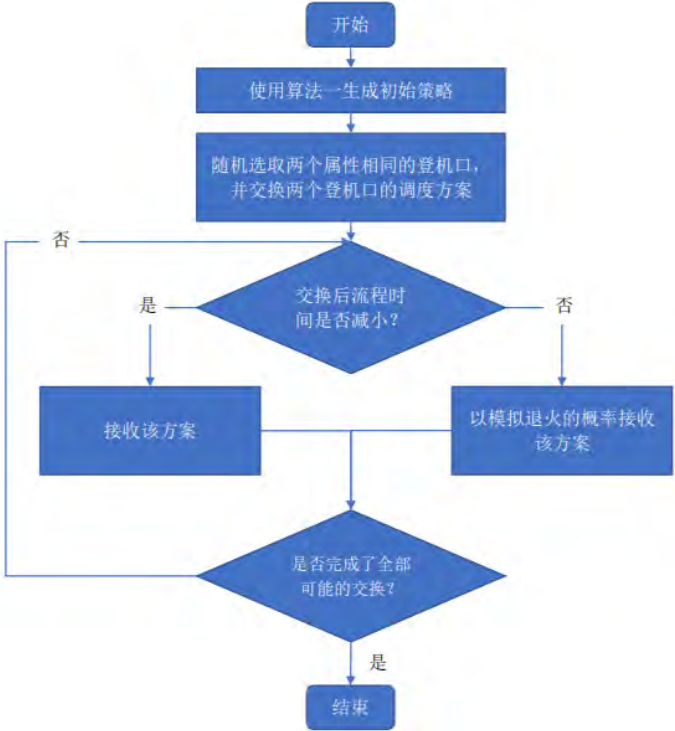 开始
使用算法一生成初始策略
随机选取两个属性相同的登机口，
并交换两个登机口的调度方案
否
交换后流程时
间是否减小？
是
否
接收该方案
以模拟退火的概率接收
该方案
是否完成了全部
可能的交换？
是
结束